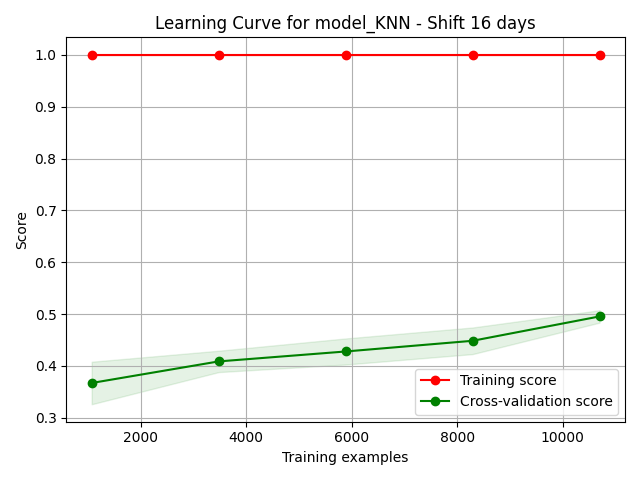 Learning Curve for model_KNN - Shift 16 days
1.0
0.9
0.8
0.7
0.6
0.5
0.4
0.3
Score
2000 4000 6000 8000 10000
Training examples
Training score
Cross-validation score